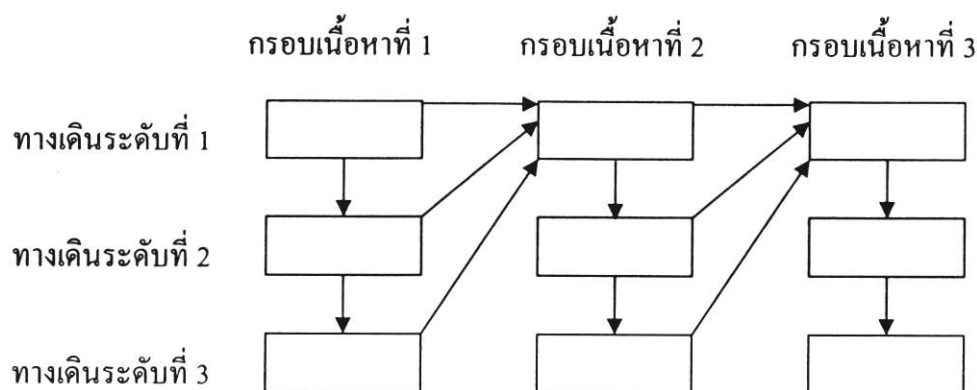 กรอบเนื้อหาที่ 1 กรอบเนื้อหาที่ 2 กรอบเนื้อหาที่ 3
ทางเดินระดับที่ 1
ทางเดินระดับที่ 2
ทางเดินระดับที่ 3